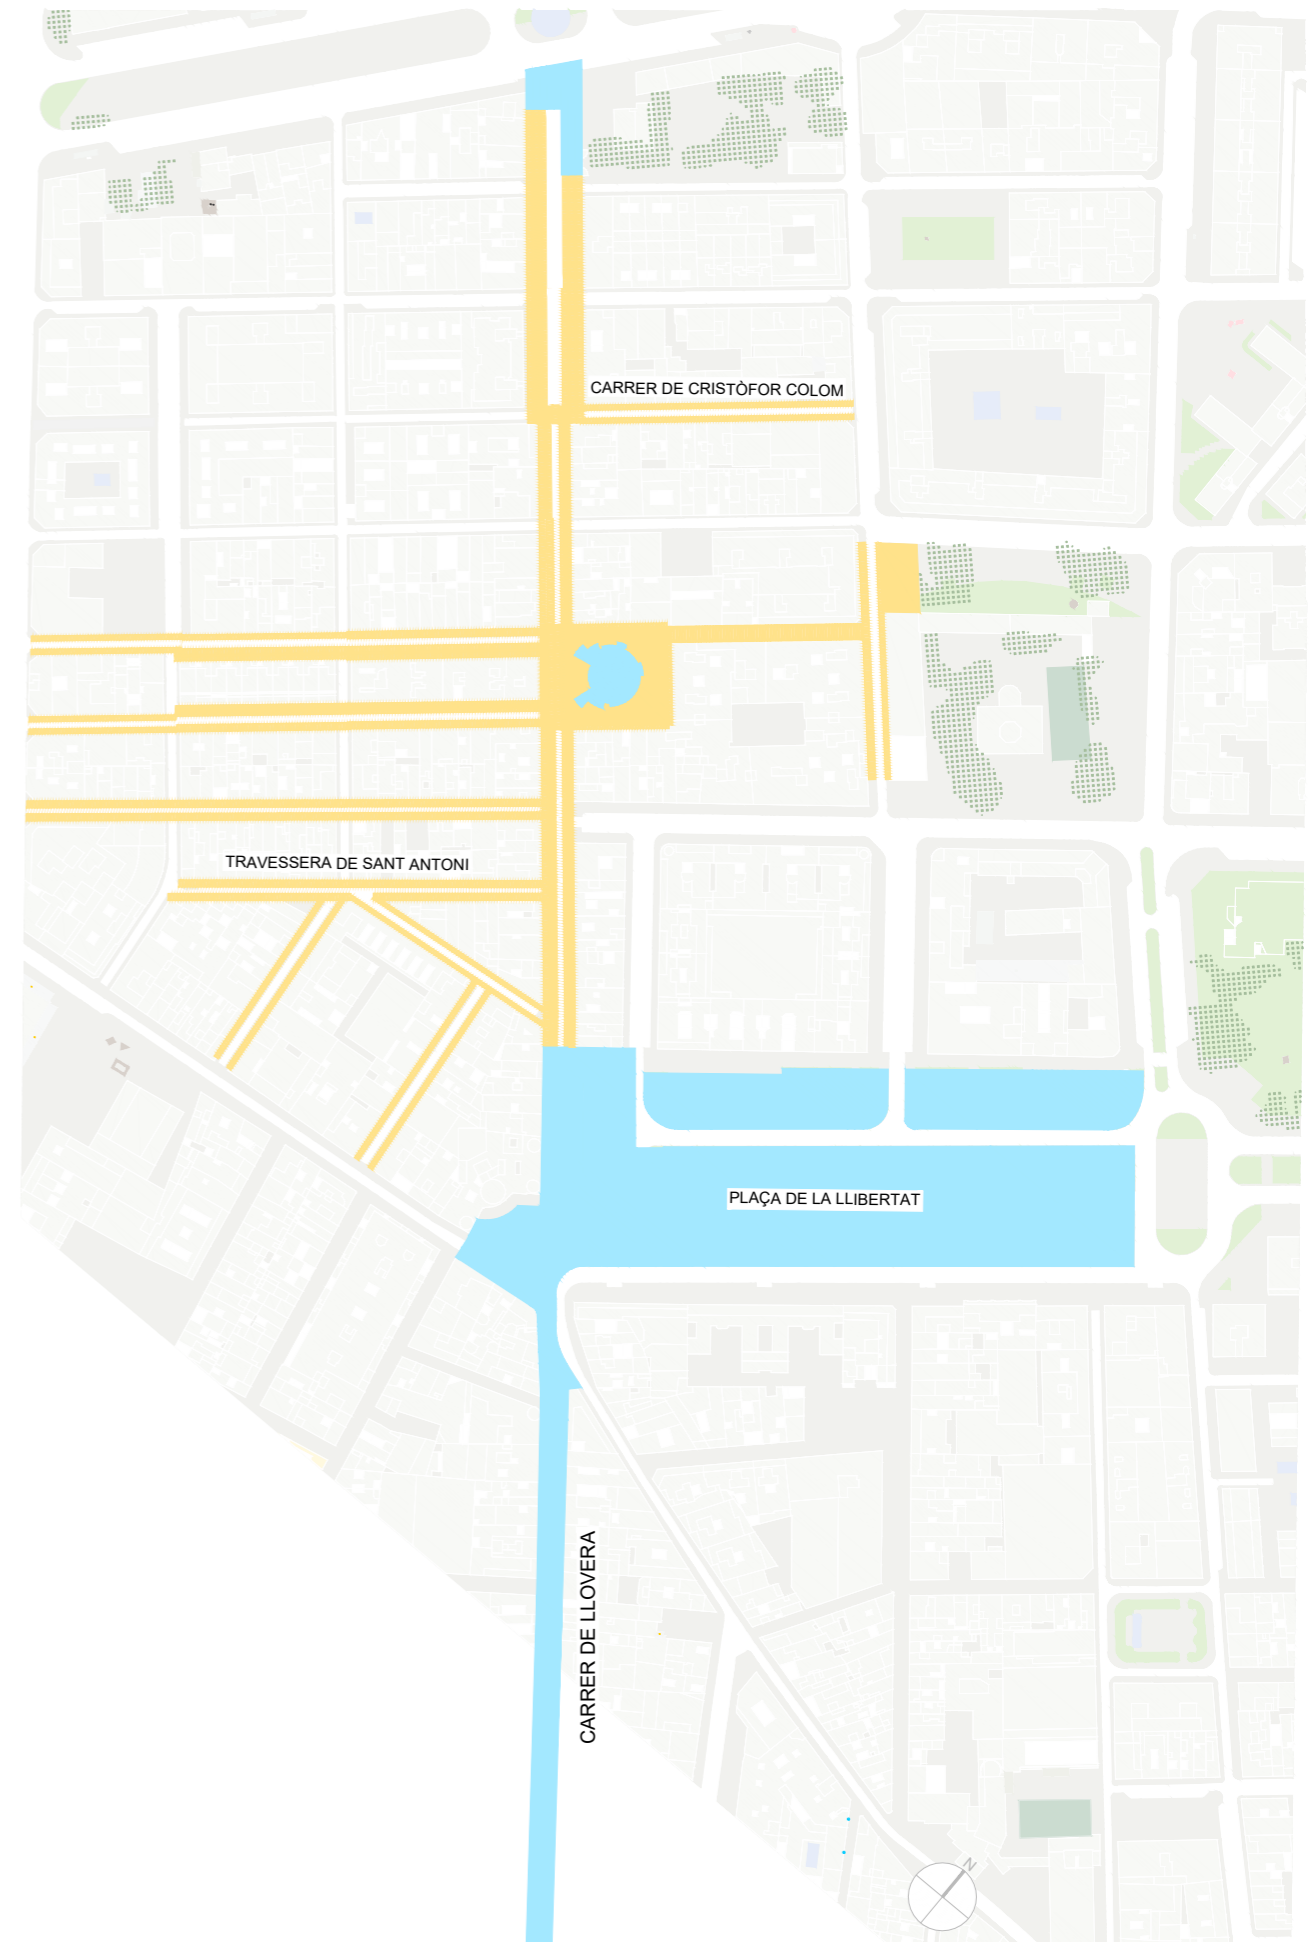 CARRER DE CRISTÒFOR COLOM
TRAVESSERA DE SANT ANTONI
PLAÇA DE LA LLIBERTAT
CARRER DE LLOVERA
N